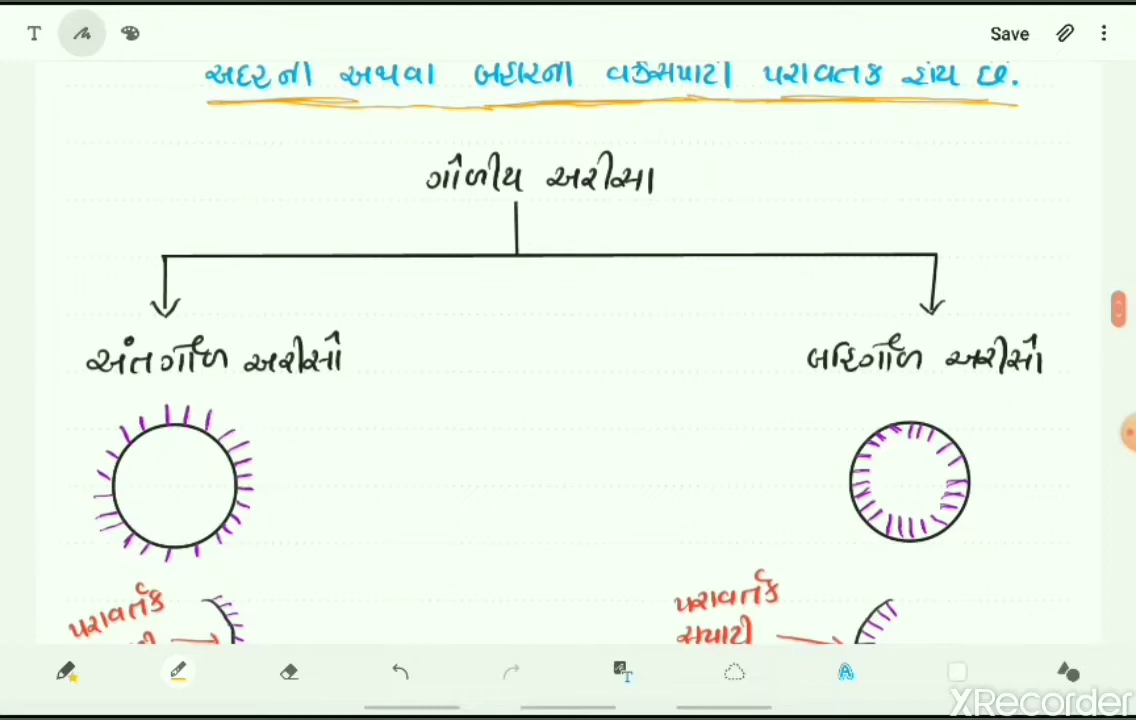 T Save
અદરની અથવા બહારની વક્રસપાટી પરાવર્તક હોય છે.
ગોળીય અરીસા
અંતર્ગોળ અરીસો
બહિર્ગોળ અરીસો
પરાવર્તક
પરાવર્તક
સપાટી
T A
XRecorder